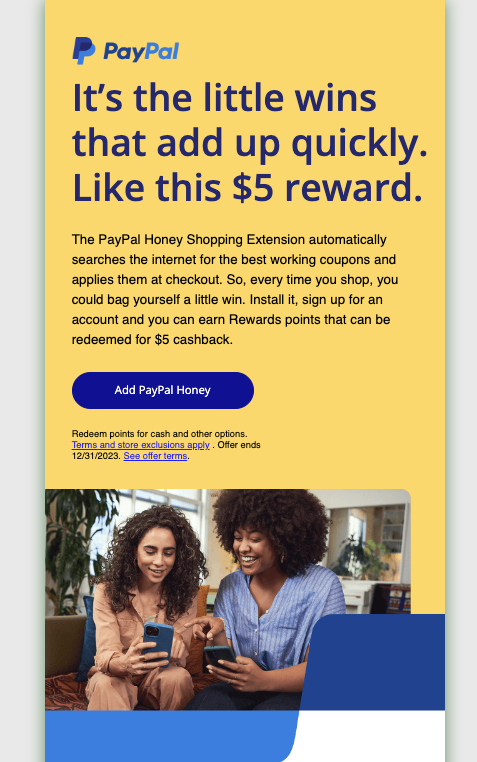 PayPal
It's the little wins
that add up quickly.
Like this $5 reward.
The PayPal Honey Shopping Extension automatically
searches the internet for the best working coupons and
applies them at checkout. So, every time you shop, you
could bag yourself a little win. Install it, sign up for an
account and you can earn Rewards points that can be
redeemed for $5 cashback.
Add PayPal Honey
Redeem points for cash and other options.
Terms and store exclusions apply . Offer ends
12/31/2023. See offer terms.